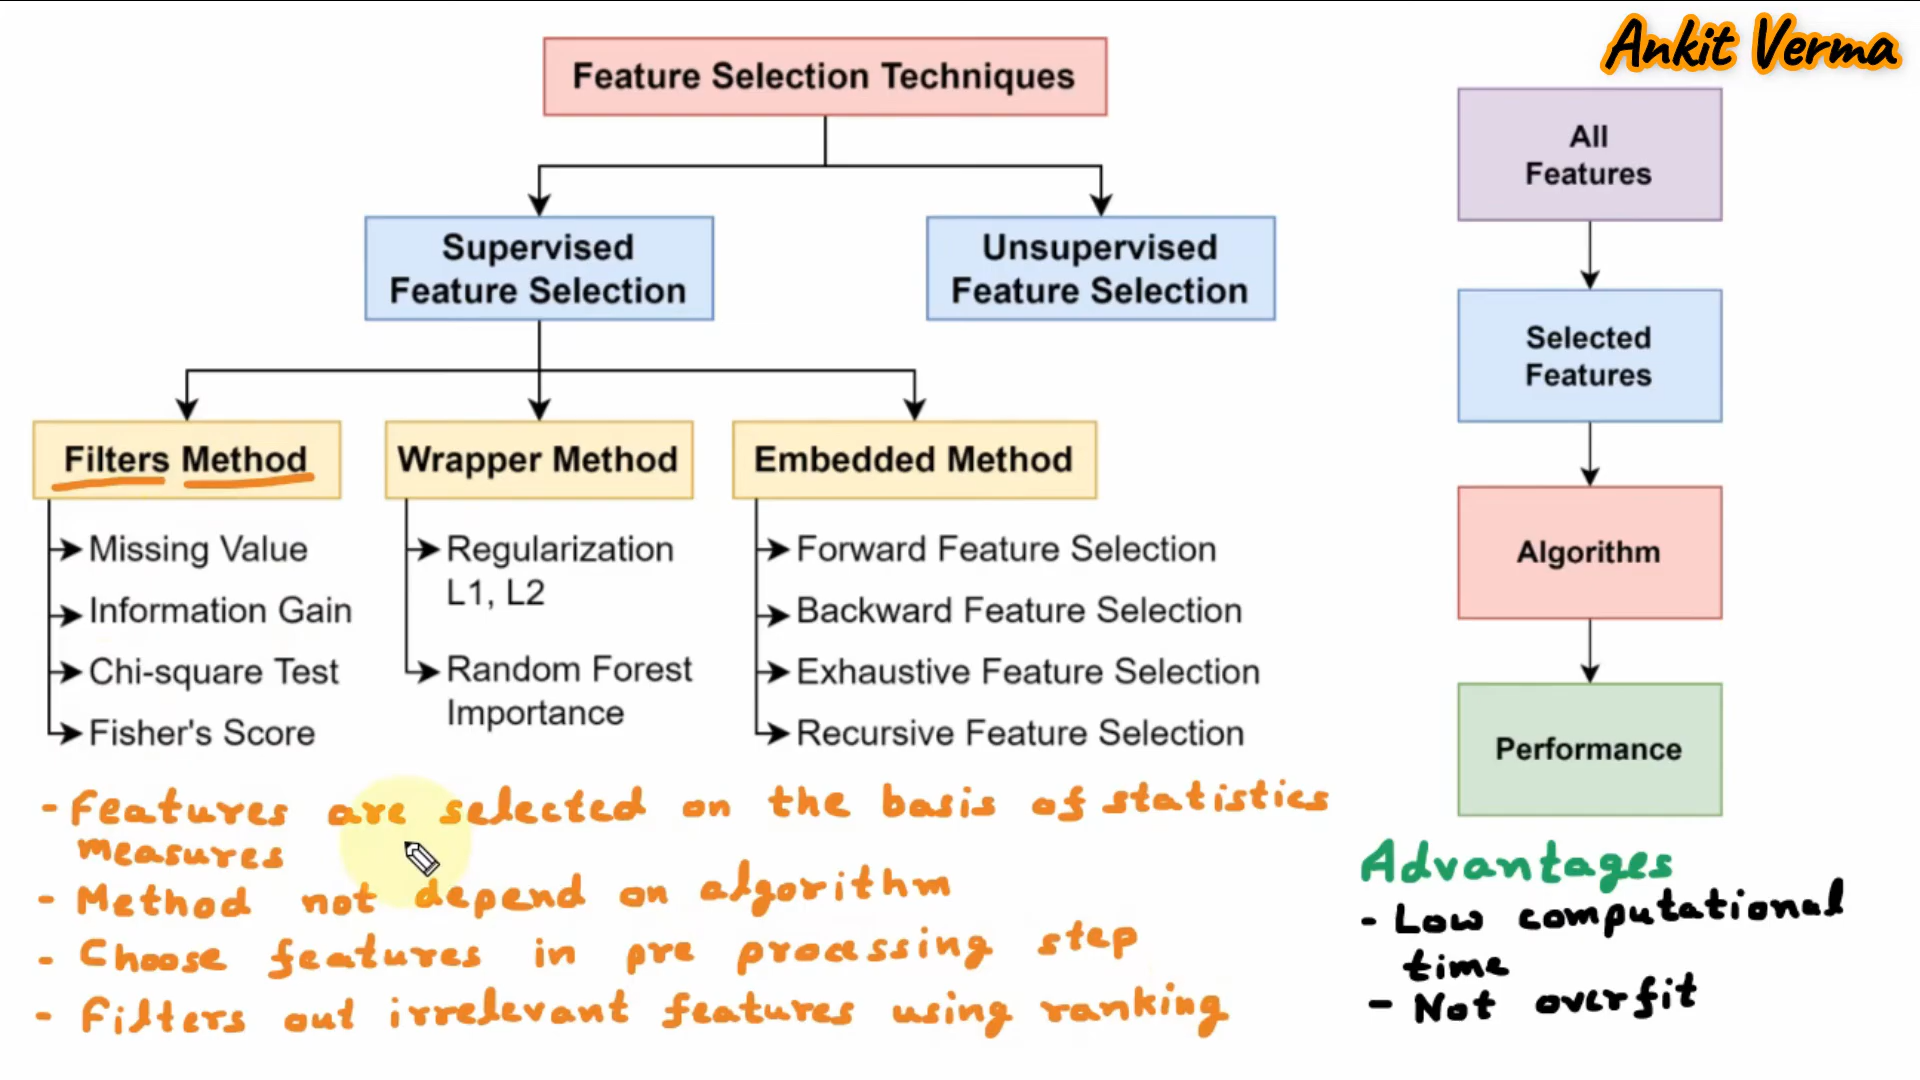 Ankit Verma
Feature Selection Techniques
Supervised
Feature Selection
Unsupervised
Feature Selection
Filters Method
Missing Value
Information Gain
Chi-square Test
Fisher's Score
Wrapper Method
Regularization
L1, L2
Random Forest
Importance
Embedded Method
Forward Feature Selection
Backward Feature Selection
Exhaustive Feature Selection
Recursive Feature Selection
All
Features
Selected
Features
Algorithm
Performance
- Features are selected on the basis of statistics
measures
- Method not depend on algorithm
- Choose features in pre processing step
- Filters out irrelevant features using ranking
Advantages
- Low computational
time
- Not overfit